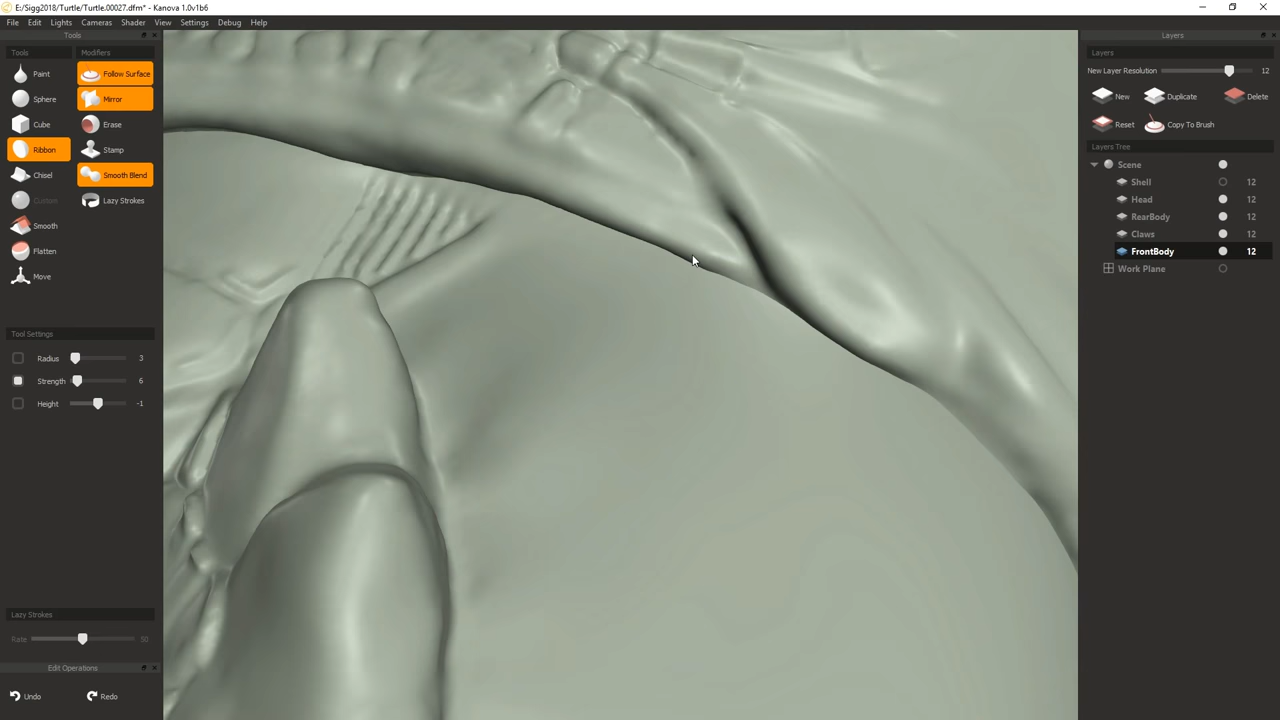 E:/Sigg2018/Turtle/Turtle.00027.dfm* - Kanova 1.0v1b6
File Edit Lights Cameras Shader View Settings Debug Help
Tools
Tools Modifiers
Paint Follow Surface
Sphere Mirror
Cube Erase
Ribbon Stamp
Chisel Smooth Blend
Custom Lazy Strokes
Smooth
Flatten
Move
Tool Settings
Radius 3
Strength 6
Height -1
Lazy Strokes
Rate 50
Edit Operations
Undo Redo
Layers
Layers
New Layer Resolution 12
New Duplicate Delete
Reset Copy To Brush
Layers Tree
Scene
Shell 12
Head 12
RearBody 12
Claws 12
FrontBody 12
Work Plane